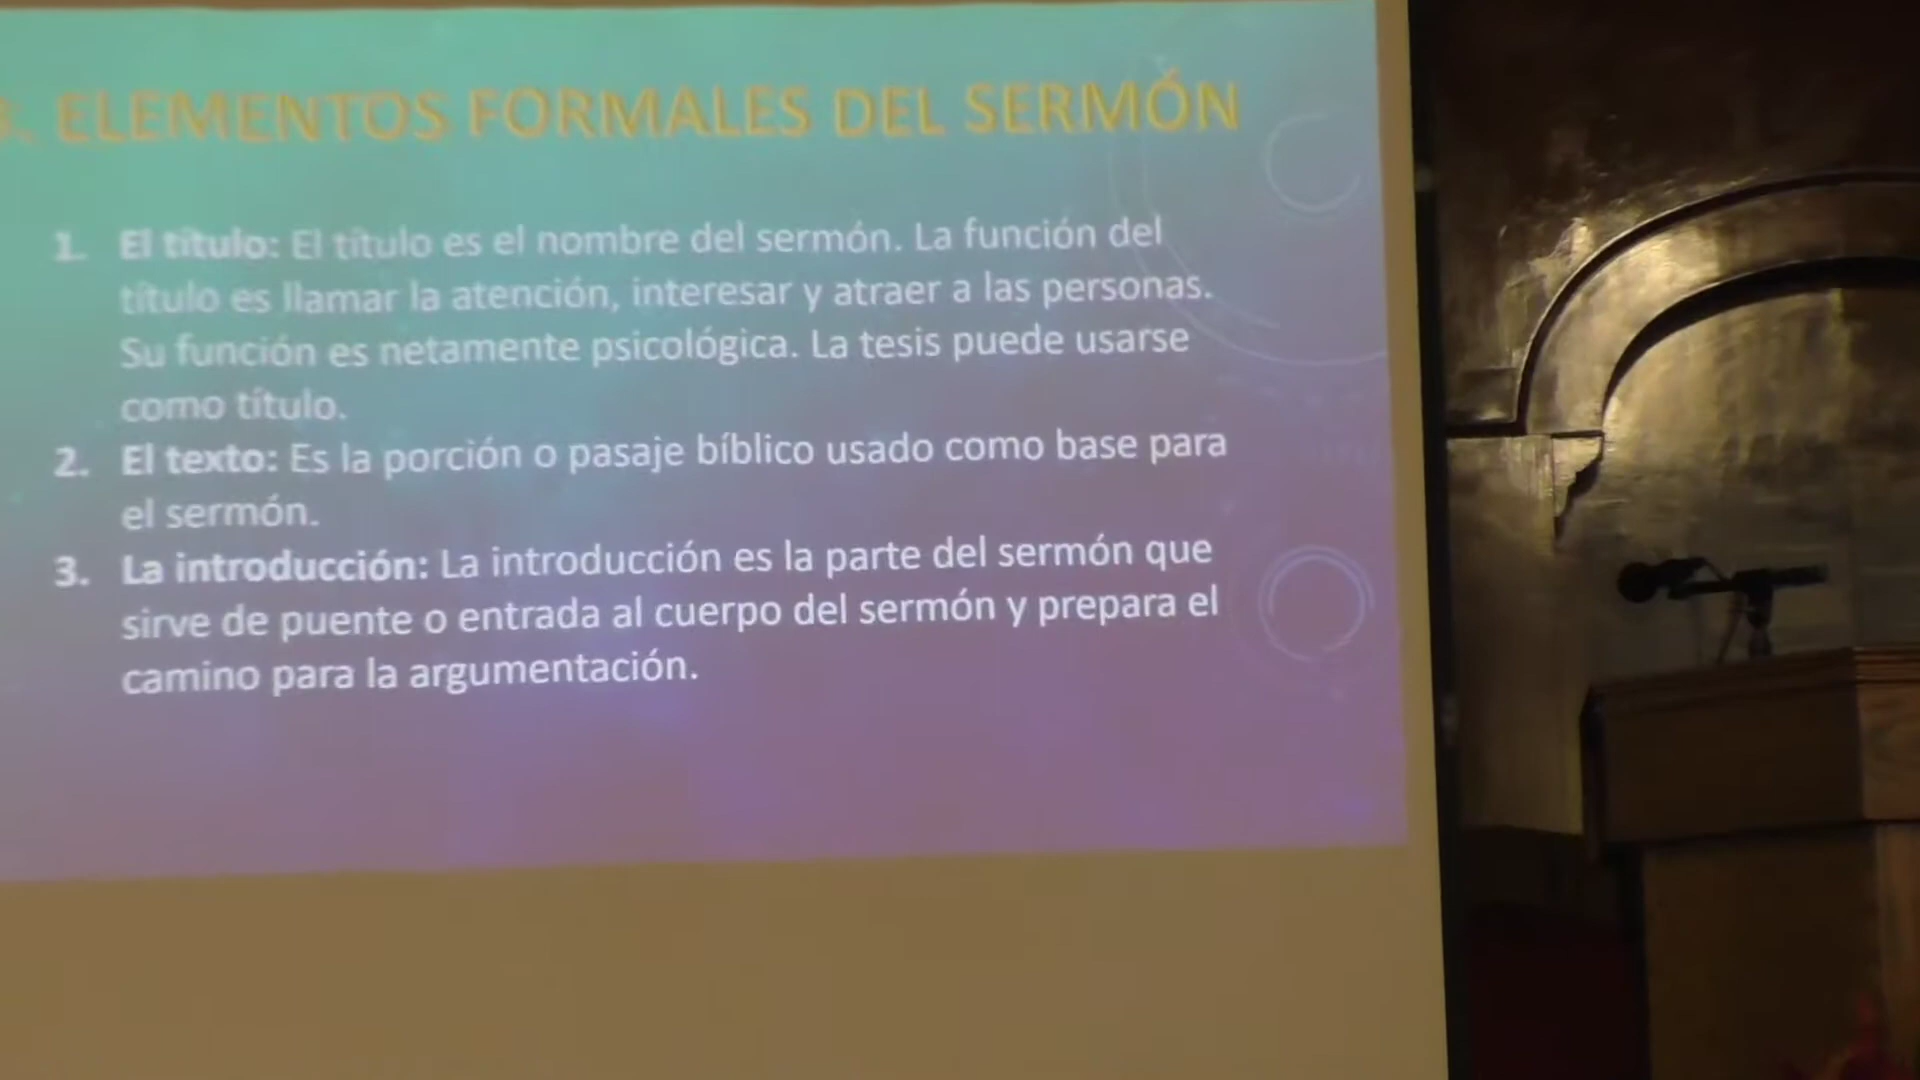 . ELEMENTOS FORMALES DEL SERMÓN
1. El título: El título es el nombre del sermón. La función del
título es llamar la atención, interesar y atraer a las personas.
Su función es netamente psicológica. La tesis puede usarse
como título.
2. El texto: Es la porción o pasaje bíblico usado como base para
el sermón.
3. La introducción: La introducción es la parte del sermón que
sirve de puente o entrada al cuerpo del sermón y prepara el
camino para la argumentación.